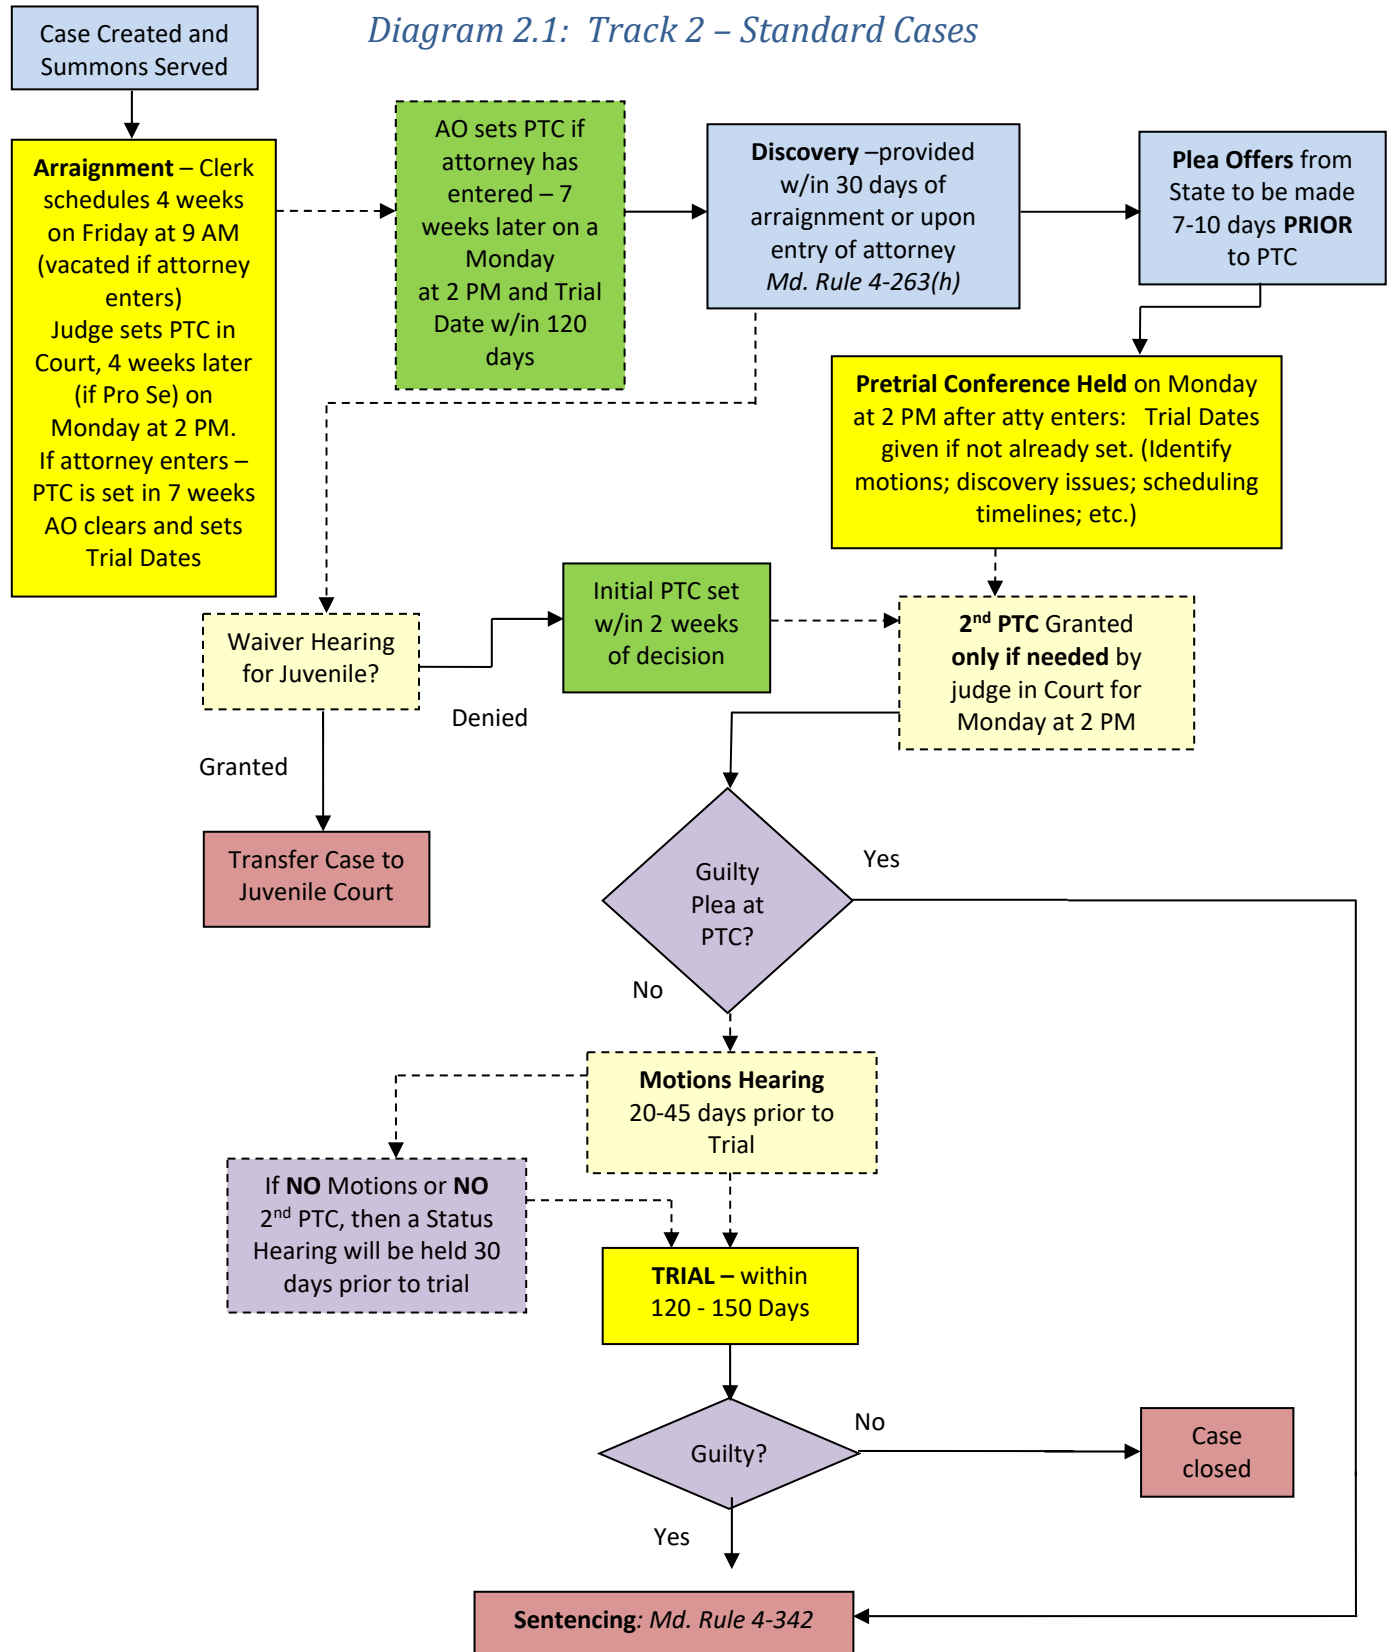 Diagram 2.1:  Track 2 – Standard Cases
Case Created and
Summons Served
Arraignment – Clerk
schedules 4 weeks
on Friday at 9 AM
(vacated if attorney
enters)
Judge sets PTC in
Court, 4 weeks later
(if Pro Se) on
Monday at 2 PM.
If attorney enters –
PTC is set in 7 weeks
AO clears and sets
Trial Dates
AO sets PTC if
attorney has
entered – 7
weeks later on a
Monday
at 2 PM and Trial
Date w/in 120
days
Discovery –provided
w/in 30 days of
arraignment or upon
entry of attorney
Md. Rule 4-263(h)
Plea Offers from
State to be made
7-10 days PRIOR
to PTC
Pretrial Conference Held on Monday
at 2 PM after atty enters:   Trial Dates
given if not already set. (Identify
motions; discovery issues; scheduling
timelines; etc.)
Waiver Hearing
for Juvenile?
Denied
Granted
Initial PTC set
w/in 2 weeks
of decision
2nd PTC Granted
only if needed by
judge in Court for
Monday at 2 PM
Transfer Case to
Juvenile Court
Guilty
Plea at
PTC?
Yes
No
Motions Hearing
20-45 days prior to
Trial
If NO Motions or NO
2nd PTC, then a Status
Hearing will be held 30
days prior to trial
TRIAL – within
120 - 150 Days
Guilty?
No
Case
closed
Yes
Sentencing: Md. Rule 4-342